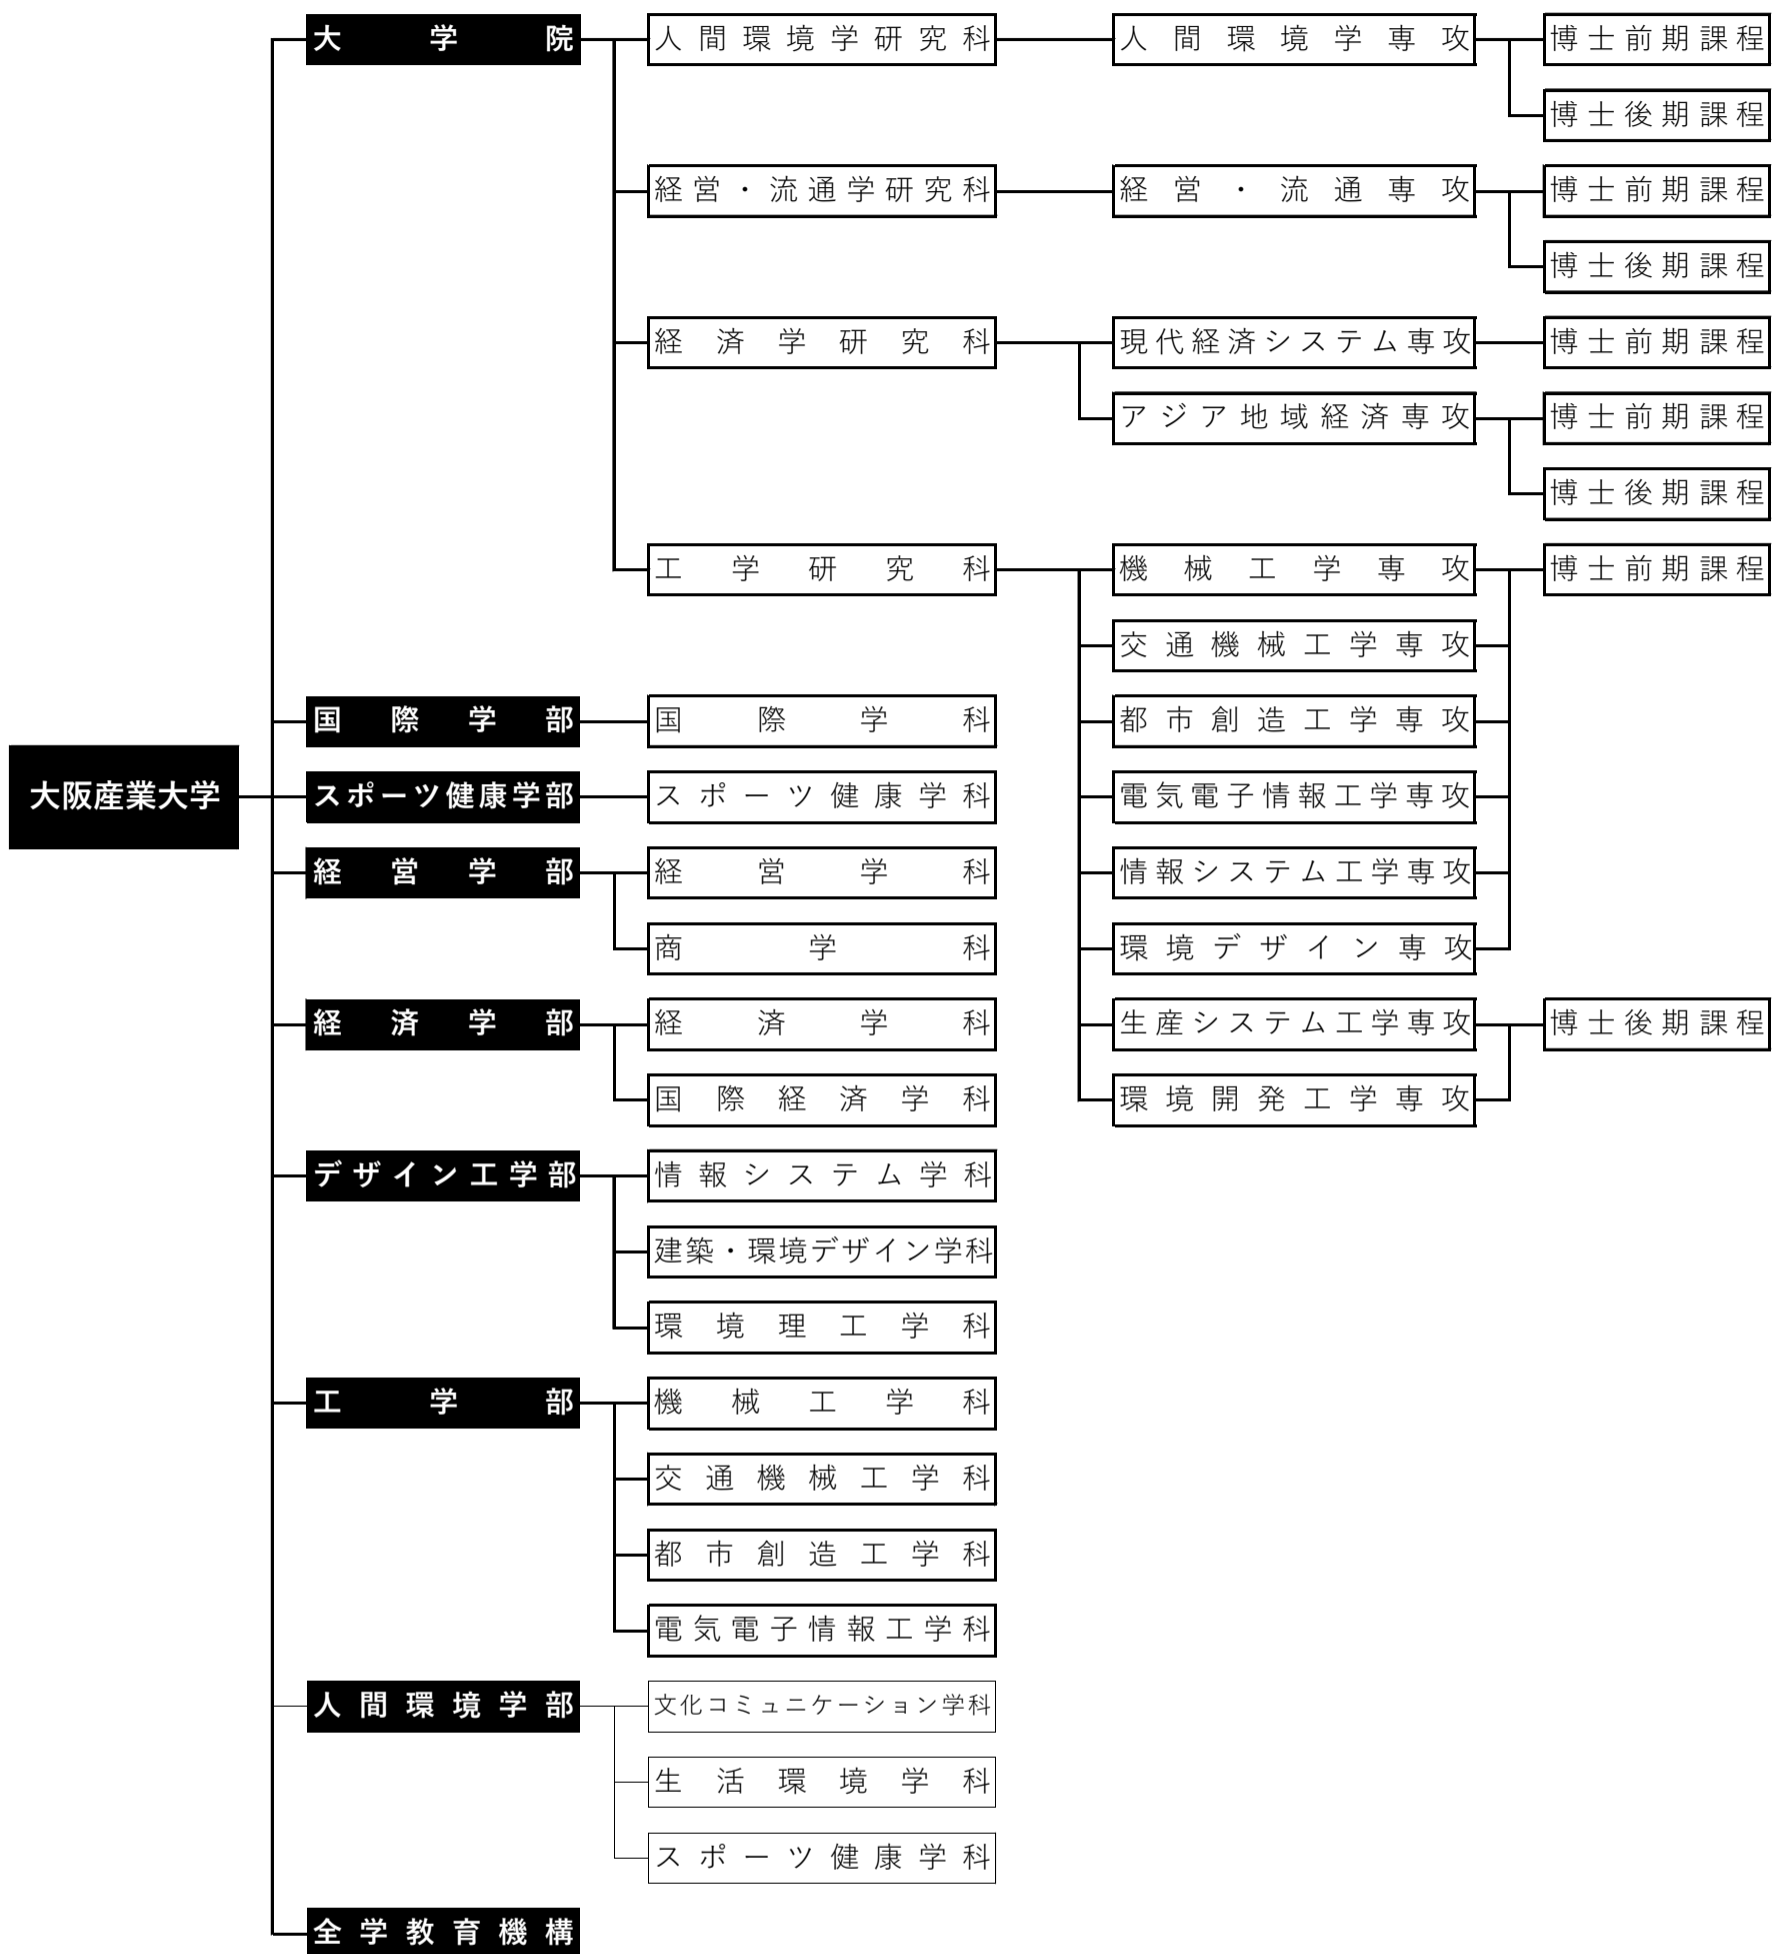 大学院
人間環境学研究科
人間環境学専攻
博士前期課程
博士後期課程
経営・流通学研究科
経営・流通専攻
博士前期課程
博士後期課程
経済学研究科
現代経済システム専攻
博士前期課程
アジア地域経済専攻
博士前期課程
博士後期課程
工学研究科
機械工学専攻
博士前期課程
交通機械工学専攻
国際学部
国際学科
都市創造工学専攻
大阪産業大学
スポーツ健康学部
スポーツ健康学科
電気電子情報工学専攻
経営学部
経営学科
情報システム工学専攻
商学科
環境デザイン専攻
経済学部
経済学科
生産システム工学専攻
博士後期課程
国際経済学科
環境開発工学専攻
デザイン工学部
情報システム学科
建築・環境デザイン学科
環境理工学科
工学部
機械工学科
交通機械工学科
都市創造工学科
電気電子情報工学科
人間環境学部
文化コミュニケーション学科
生活環境学科
スポーツ健康学科
全学教育機構